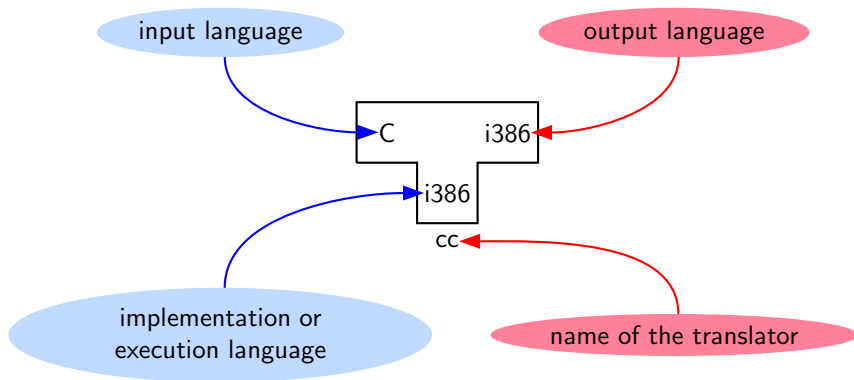 input language
output language
C
i386
i386
cc
implementation or
execution language
name of the translator